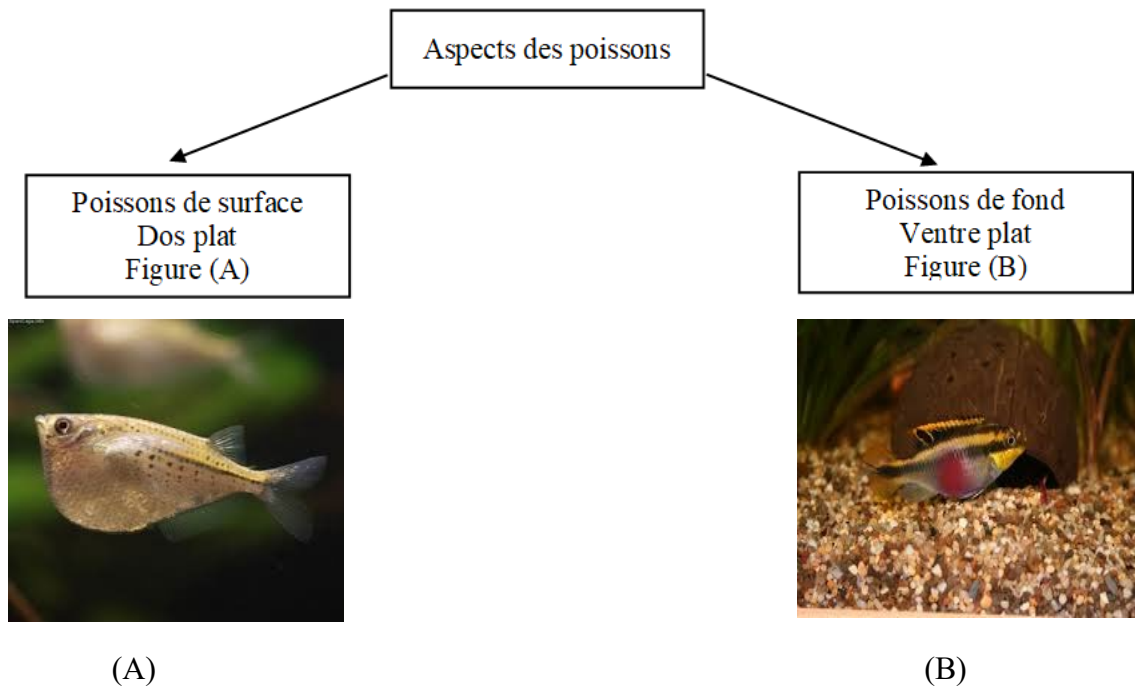 Aspects des poissons
Poissons de surface
Dos plat
Figure (A)
Poissons de fond
Ventre plat
Figure (B)
(A)
(B)